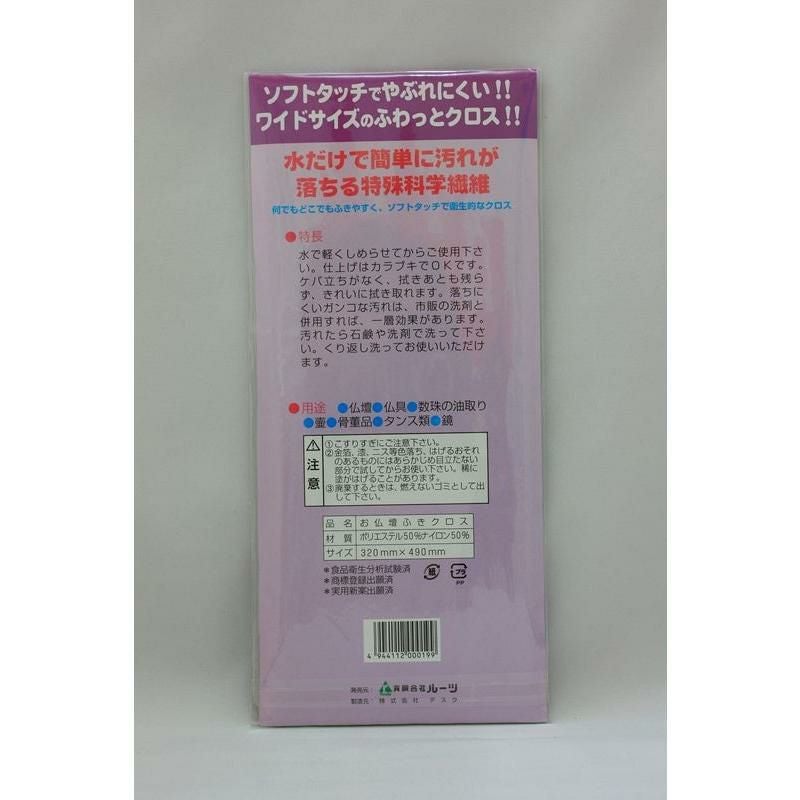 ソフトタッチでやぶれにくい!!
ワイドサイズのふわっとクロス!!
水だけで簡単に汚れが
落ちる特殊科学繊維
何でもどこでもふきやすく、ソフトタッチで衛生的なクロス
●特長
水で軽くしめらせてからご使用下さ
い。仕上げはカラブキでOKです。
ケバ立ちがなく、拭きあとも残ら
ず、きれいに拭き取れます。落ちに
くいガンコな汚れは、市販の洗剤と
併用すれば、一層効果があります。
汚れたら石鹸や洗剤で洗って下さ
い。くり返し洗ってお使いいただけ
ます。
●用途 ●仏壇●仏具●数珠の油取り
●壷●骨董品●タンス類●鏡
注意
①こすりすぎにご注意下さい。
②金箔、漆、ニス等色落ち、はげるおそれ
のあるものにはあらかじめ目立たない
部分で試してからお使い下さい。稀に
塗がはげることがあります。
③廃棄するときは、燃えないゴミとして出
して下さい。
品名 お仏壇ふきクロス
材質 ポリエステル50%ナイロン50%
サイズ 320mm×490mm
*食品衛生分析試験済
*商標登録出願済
*実用新案出願済
紙 プラ
PP
4 944112 000199
発売元: 有限会社ルーツ
製造元: 株式会社 デスク